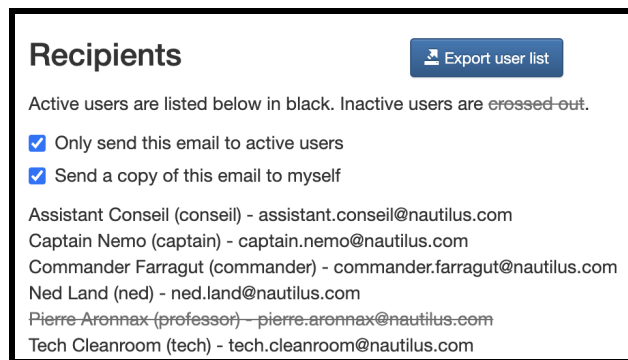 Recipients
Export user list
Active users are listed below in black. Inactive users are crossed out.
Only send this email to active users
Send a copy of this email to myself
Assistant Conseil (conseil) - assistant.conseil@nautilus.com
Captain Nemo (captain) - captain.nemo@nautilus.com
Commander Farragut (commander) - commander.farragut@nautilus.com
Ned Land (ned) - ned.land@nautilus.com
Pierre Aronnax (professor) - pierre.aronnax@nautilus.com
Tech Cleanroom (tech) - tech.cleanroom@nautilus.com